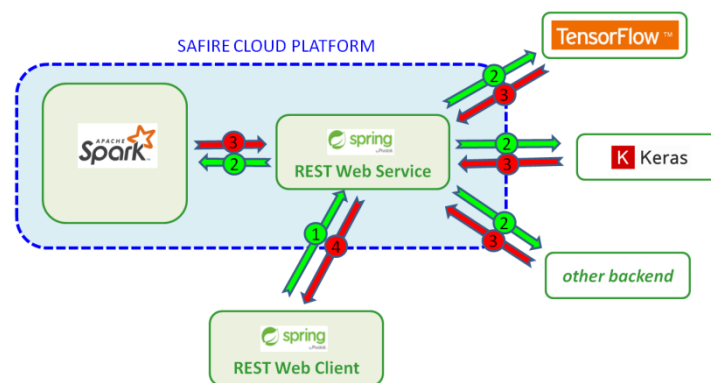 SAFIRE CLOUD PLATFORM
TensorFlow ™
2
3
APACHE
Spark
3
2
spring
REST Web Service
2
3
K Keras
1
4
2
3
other backend
spring
REST Web Client